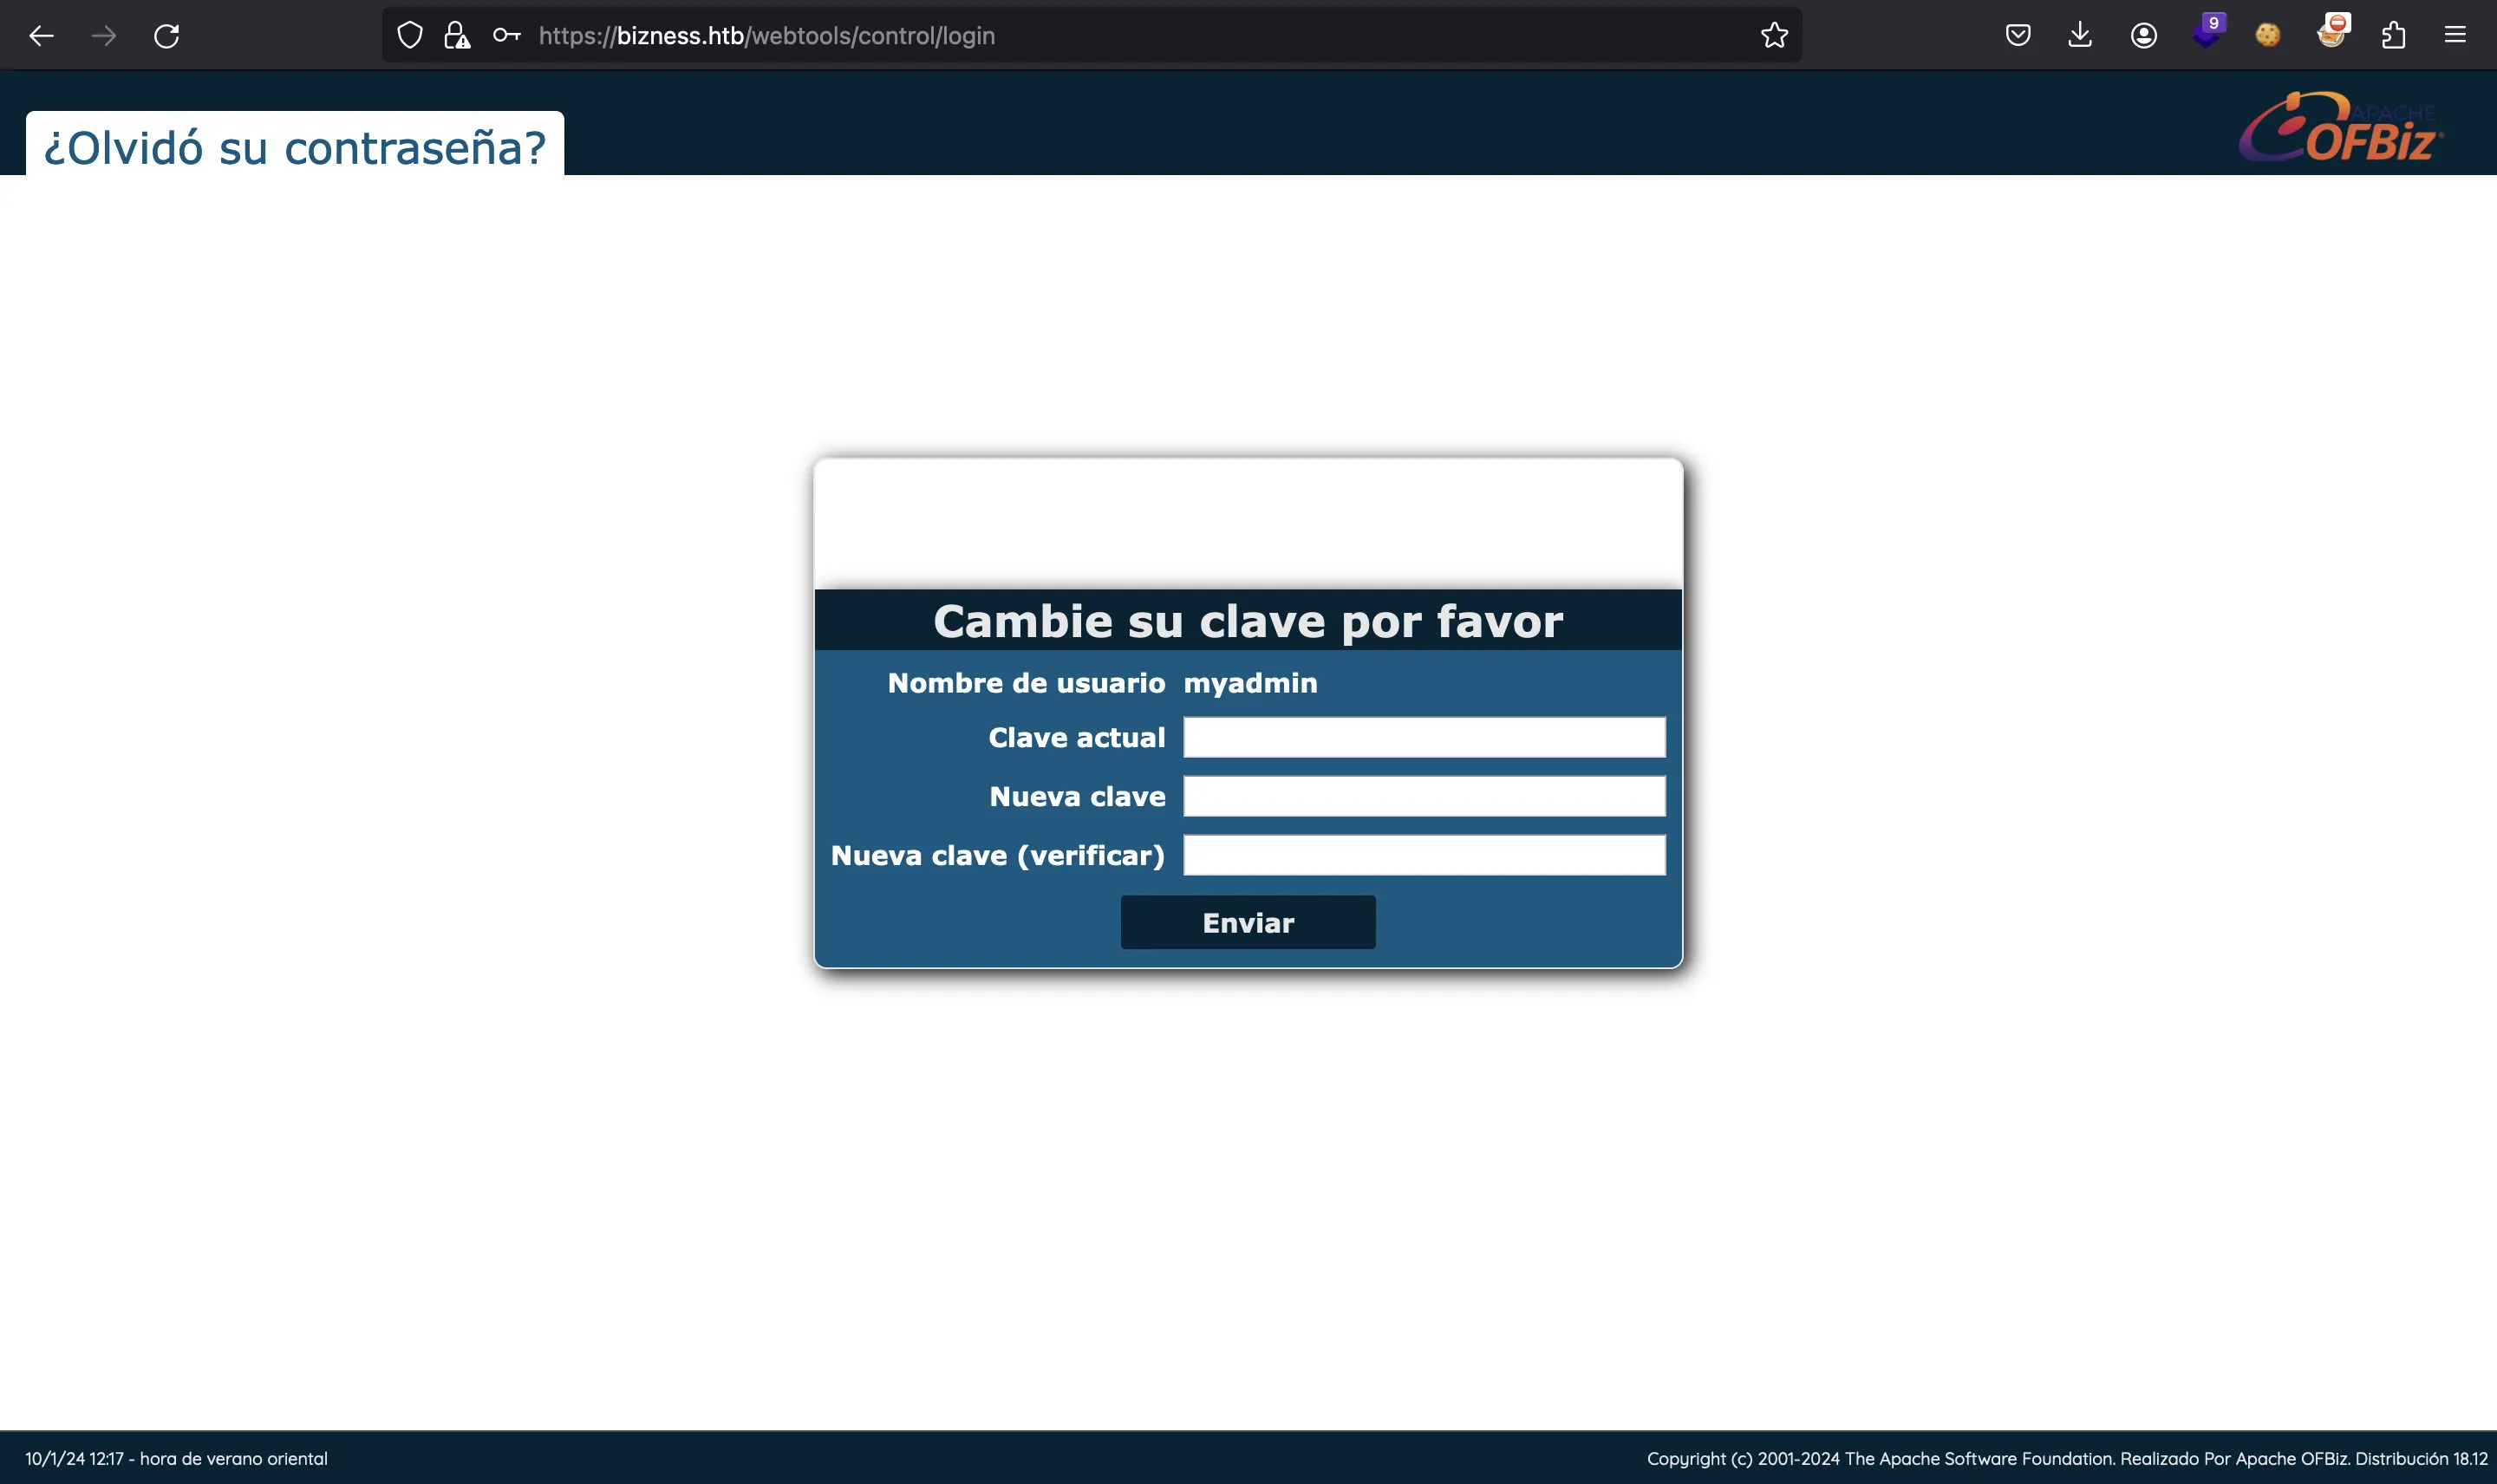 https://bizness.htb/webtools/control/login
9
¿Olvidó su contraseña?
APACHE
OFBiz
Cambie su clave por favor
Nombre de usuario myadmin
Clave actual
Nueva clave
Nueva clave (verificar)
Enviar
10/1/24 12:17 - hora de verano oriental
Copyright (c) 2001-2024 The Apache Software Foundation. Realizado Por Apache OFBiz. Distribución 18.12